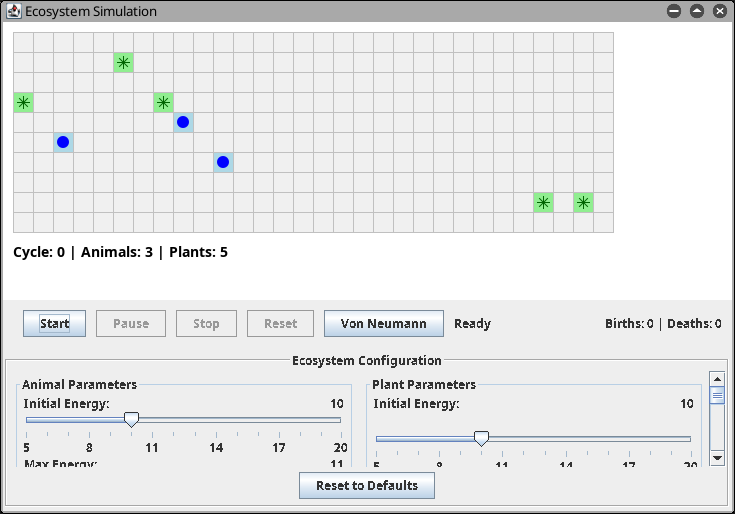 Ecosystem Simulation
Cycle: 0 | Animals: 3 | Plants: 5
Start Pause Stop Reset Von Neumann Ready Births: 0 | Deaths: 0
Ecosystem Configuration
Animal Parameters Plant Parameters
Initial Energy: 10 Initial Energy: 10
5 8 11 14 17 20
5 8 11 14 17 20
Max Energy: 11
Reset to Defaults